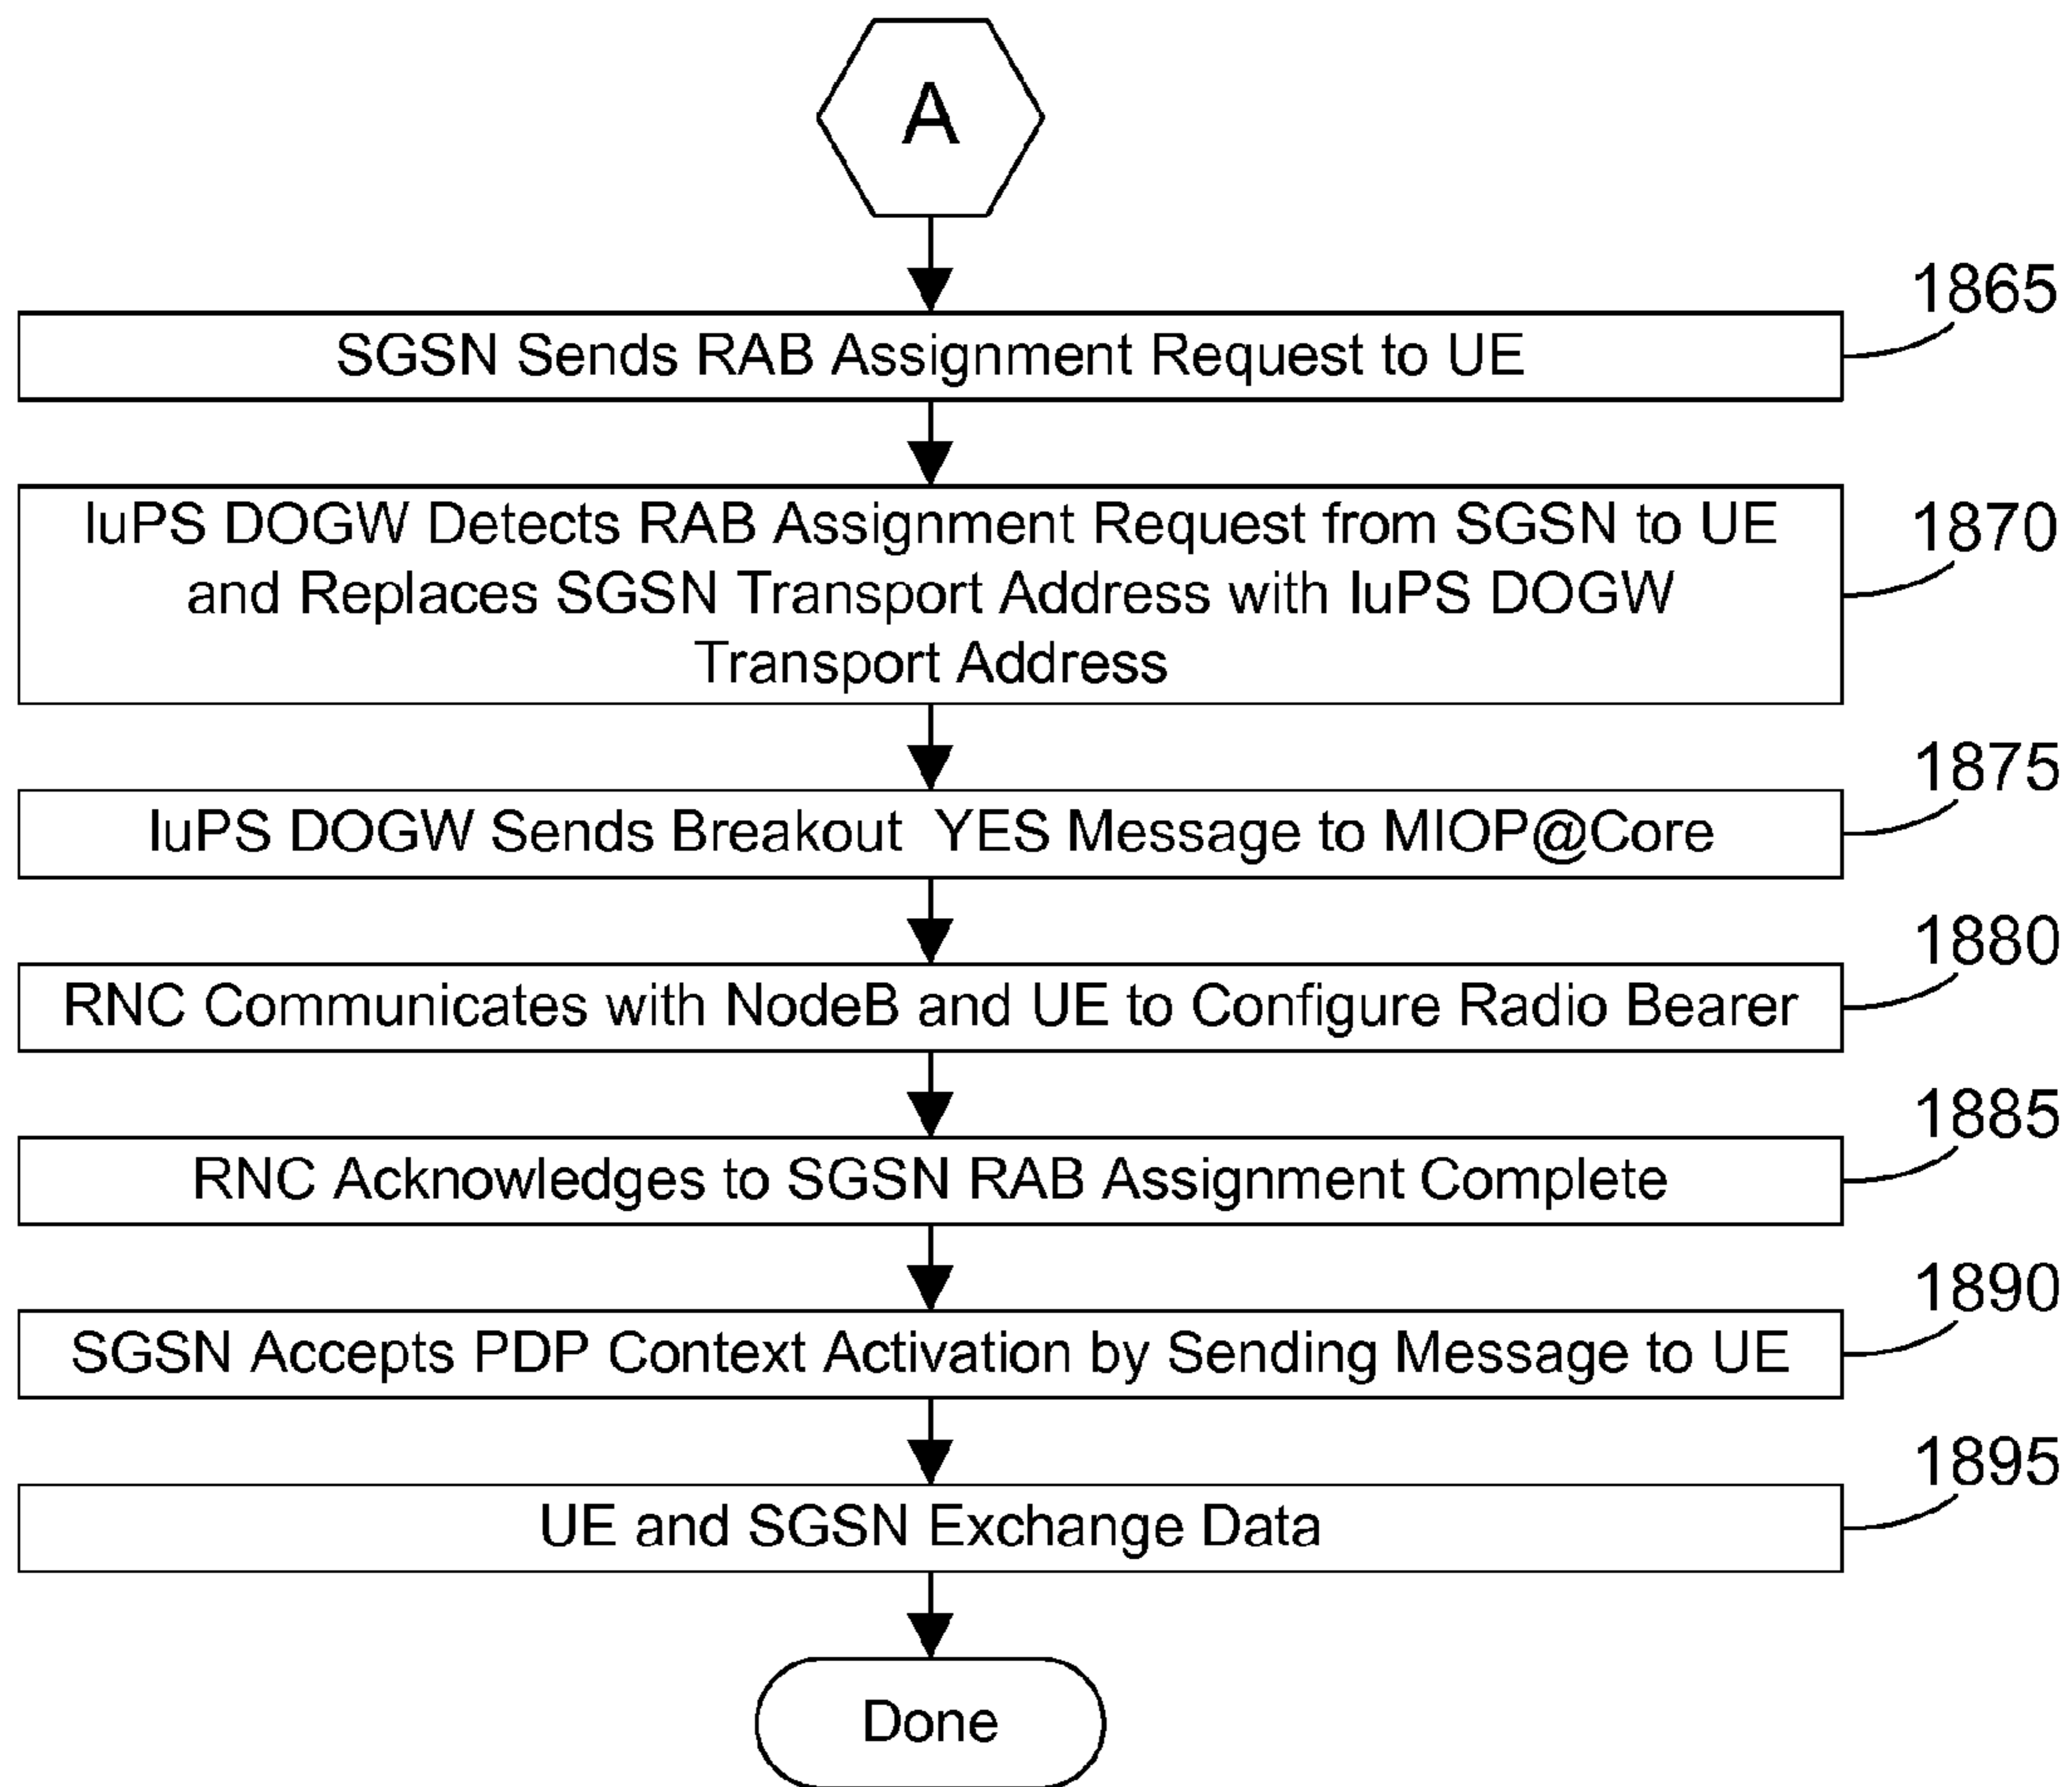 A
1865
SGSN Sends RAB Assignment Request to UE
1870
IuPS DOGW Detects RAB Assignment Request from SGSN to UE
and Replaces SGSN Transport Address with IuPS DOGW
Transport Address
1875
IuPS DOGW Sends Breakout YES Message to MIOP@Core
1880
RNC Communicates with NodeB and UE to Configure Radio Bearer
1885
RNC Acknowledges to SGSN RAB Assignment Complete
1890
SGSN Accepts PDP Context Activation by Sending Message to UE
1895
UE and SGSN Exchange Data
Done